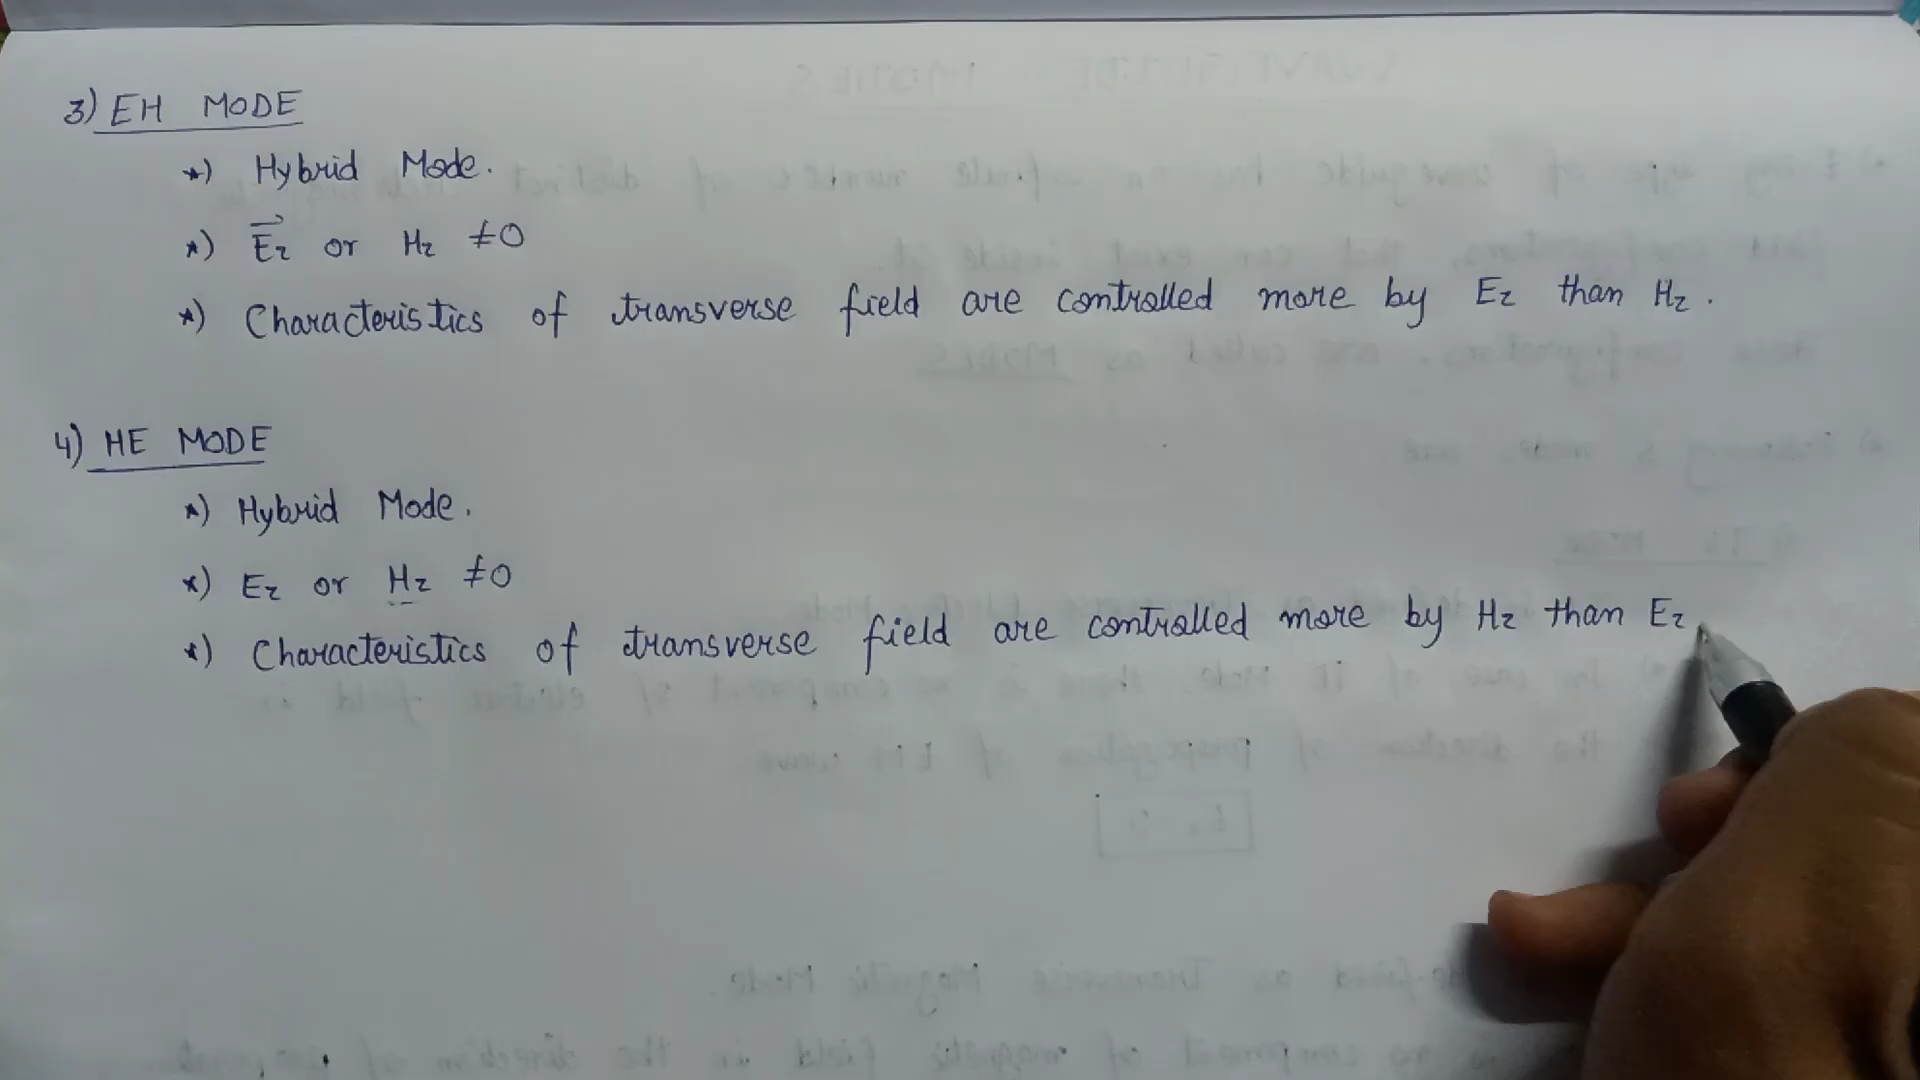 3) EH MODE
*) Hybrid Mode.
*) E⃗z or Hz ≠0
*) Characteristics of transverse field are controlled more by Ez than Hz.
4) HE MODE
*) Hybrid Mode.
*) Ez or Hz ≠0
*) Characteristics of transverse field are controlled more by Hz than Ez